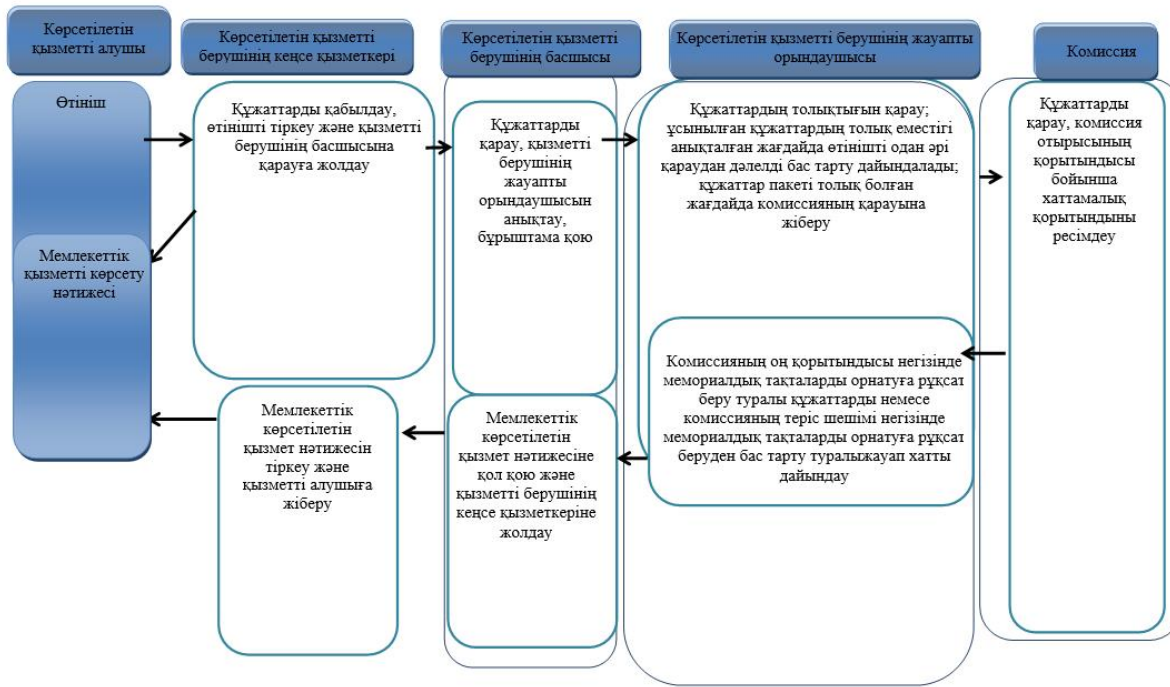 Көрсетілетін
қызметті алушы
Көрсетілетін қызметті
берушінің кеңсе қызметкері
Көрсетілетін қызметті
берушінің басшысы
Көрсетілетін қызметті берушінің жауапты
орындаушысы
Комиссия
Өтініш
Құжаттарды қабылдау,
өтінішті тіркеу және қызметті
берушінің басшысына
қарауға жолдау
Құжаттарды
қарау, қызметті
берушінің
жауапты
орындаушысын
анықтау,
бұрыштама қою
Құжаттардың толықтығын қарау;
ұсынылған құжаттардың толық еместігі
анықталған жағдайда өтінішті одан әрі
қараудан дәлелді бас тарту дайындалады;
құжаттар пакеті толық болған
жағдайда комиссияның қарауына
жіберу
Құжаттарды
қарау, комиссия
отырысының
қорытындысы
бойынша
хаттамалық
қорытындыны
ресімдеу
Мемлекеттік
қызметті көрсету
нәтижесі
Комиссияның оң қорытындысы негізінде
мемориалдық тақталарды орнатуға рұқсат
беру туралы құжаттарды немесе
комиссияның теріс шешімі негізінде
мемориалдық тақталарды орнатуға рұқсат
беруден бас тарту туралыжауап хатты
дайындау
Мемлекеттік
көрсетілетін
қызмет нәтижесіне
қол қою және
қызметті берушінің
кеңсе қызметкеріне
жолдау
Мемлекеттік
көрсетілетін
қызмет нәтижесін
тіркеу және
қызметті алушыға
жіберу